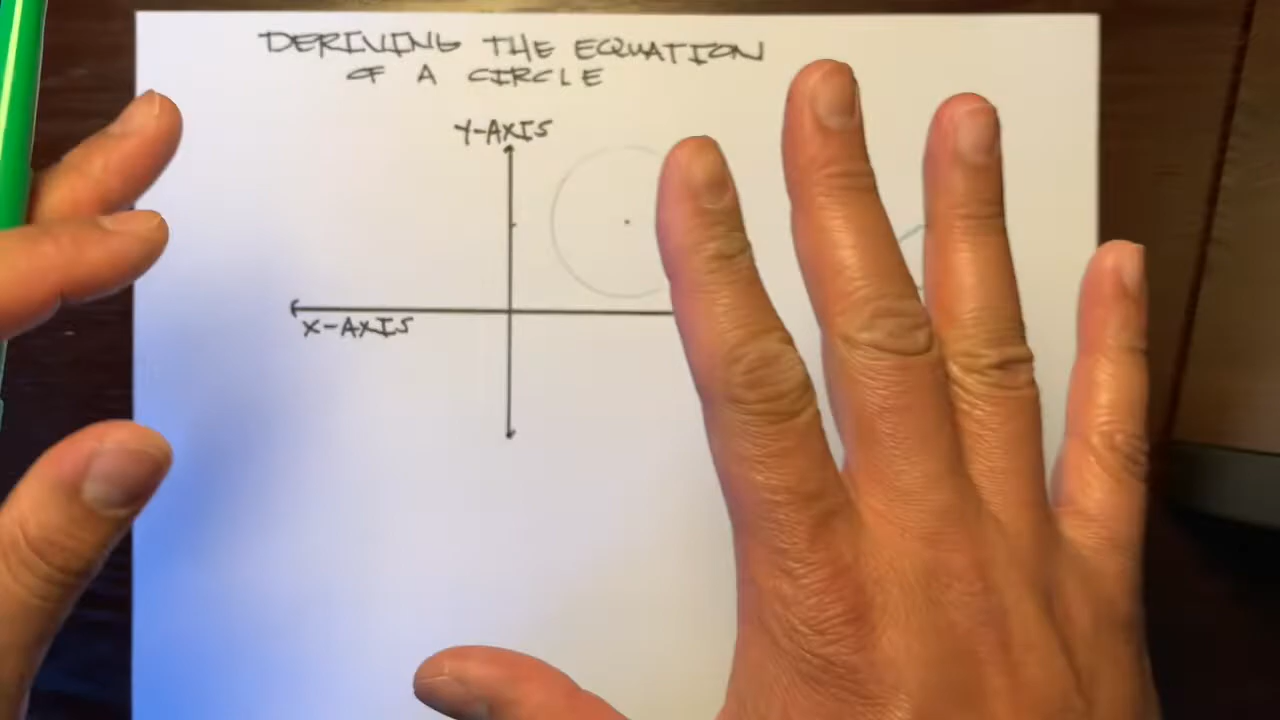 DERIVING THE EQUATION
OF A CIRCLE
Y-AXIS
X-AXIS